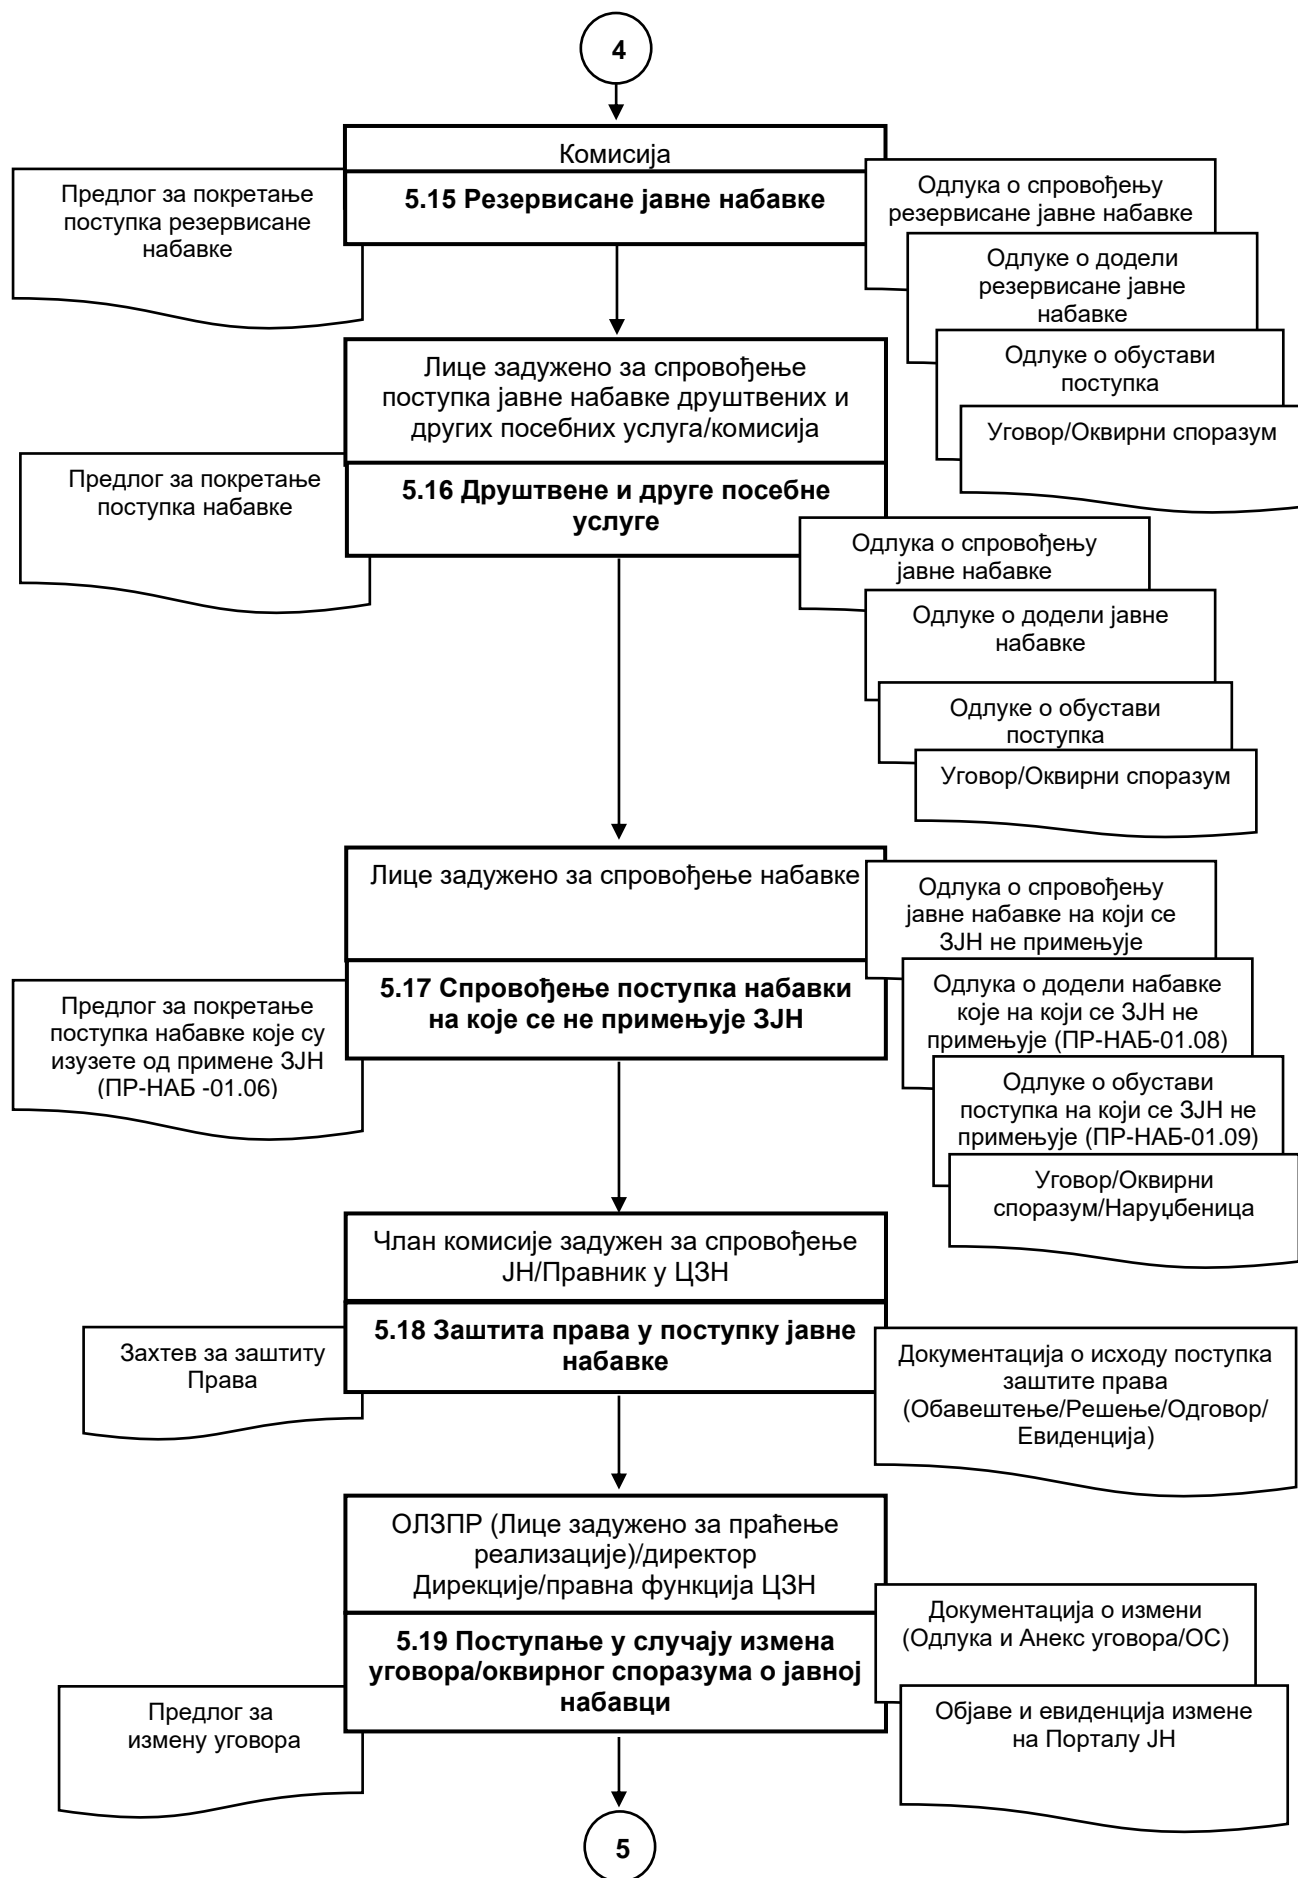 4
Комисија
5.15 Резервисане јавне набавке
Предлог за покретање
поступка резервисане
набавке
Одлука о спровођењу
резервисане јавне набавке
Одлуке о додели
резервисане јавне
набавке
Одлуке о обустави
поступка
Уговор/Оквирни споразум
Лице задужено за спровођење
поступка јавне набавке друштвених и
других посебних услуга/комисија
5.16 Друштвене и друге посебне
услуге
Предлог за покретање
поступка набавке
Одлука о спровођењу
јавне набавке
Одлуке о додели јавне
набавке
Одлуке о обустави
поступка
Уговор/Оквирни споразум
Лице задужено за спровођење набавке
5.17 Спровођење поступка набавки
на које се не примењује ЗЈН
Предлог за покретање
поступка набавке које су
изузете од примене ЗЈН
(ПР-НАБ -01.06)
Одлука о спровођењу
јавне набавке на који се
ЗЈН не примењује
Одлука о додели набавке
које на који се ЗЈН не
примењује (ПР-НАБ-01.08)
Одлуке о обустави
поступка на који се ЗЈН не
примењује (ПР-НАБ-01.09)
Уговор/Оквирни
споразум/Наруџбеница
Члан комисије задужен за спровођење
ЈН/Правник у ЦЗН
5.18 Заштита права у поступку јавне
набавке
Захтев за заштиту
Права
Документација о исходу поступка
заштите права
(Обавештење/Решење/Одговор/
Евиденција)
ОЛЗПР (Лице задужено за праћење
реализације)/директор
Дирекције/правна функција ЦЗН
5.19 Поступање у случају измена
уговора/оквирног споразума о јавној
набавци
Предлог за
измену уговора
Документација о измени
(Одлука и Анекс уговора/ОС)
Објаве и евиденција измене
на Порталу ЈН
5